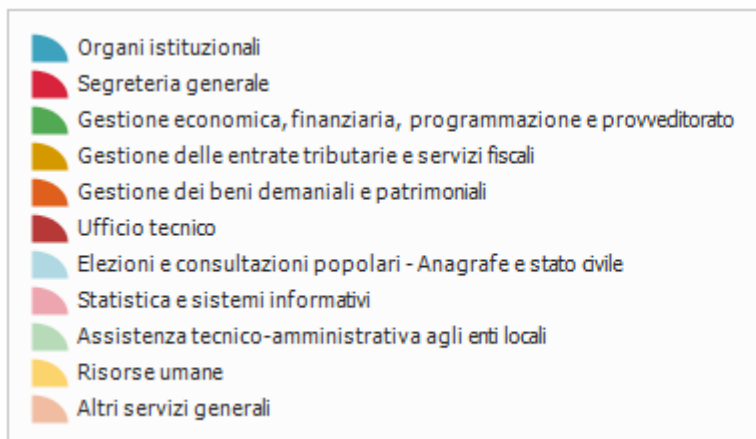 Organi istituzionali
Segreteria generale
Gestione economica, finanziaria, programmazione e provveditorato
Gestione delle entrate tributarie e servizi fiscali
Gestione dei beni demaniali e patrimoniali
Ufficio tecnico
Elezioni e consultazioni popolari - Anagrafe e stato civile
Statistica e sistemi informativi
Assistenza tecnico-amministrativa agli enti locali
Risorse umane
Altri servizi generali